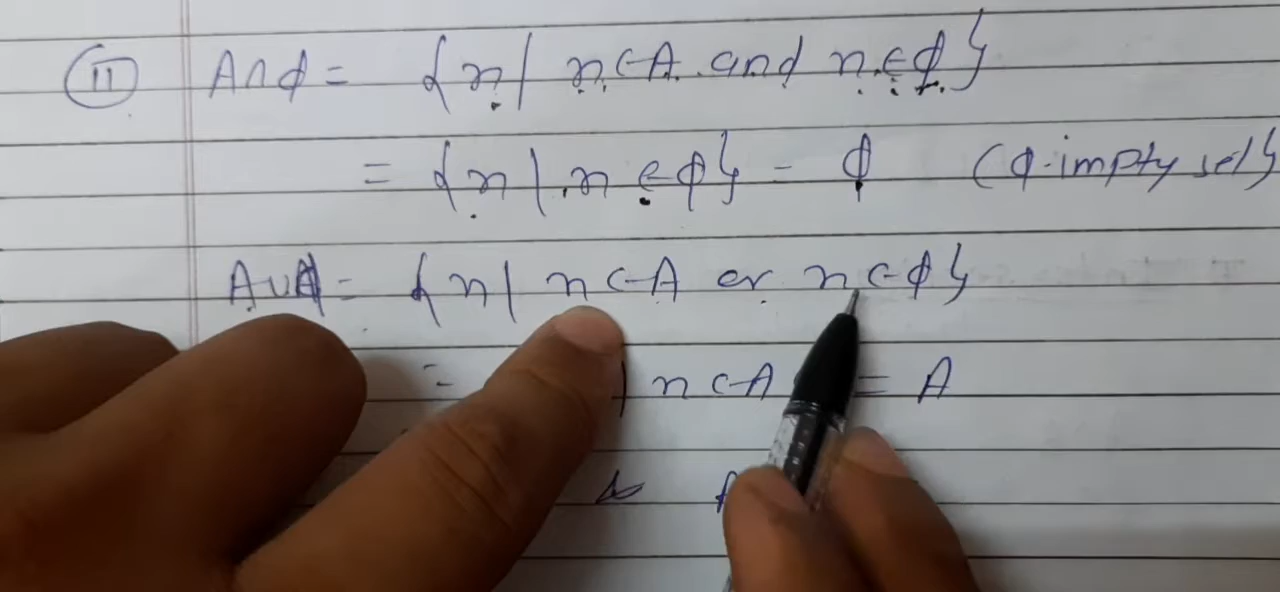 (ii) A∩ϕ = {n | n∈A and n∈ϕ}
= {n | n∈ϕ} = ϕ (ϕ-impty set}
A∪ = {n | n∈A or n∈ϕ}
= | n∈A = A